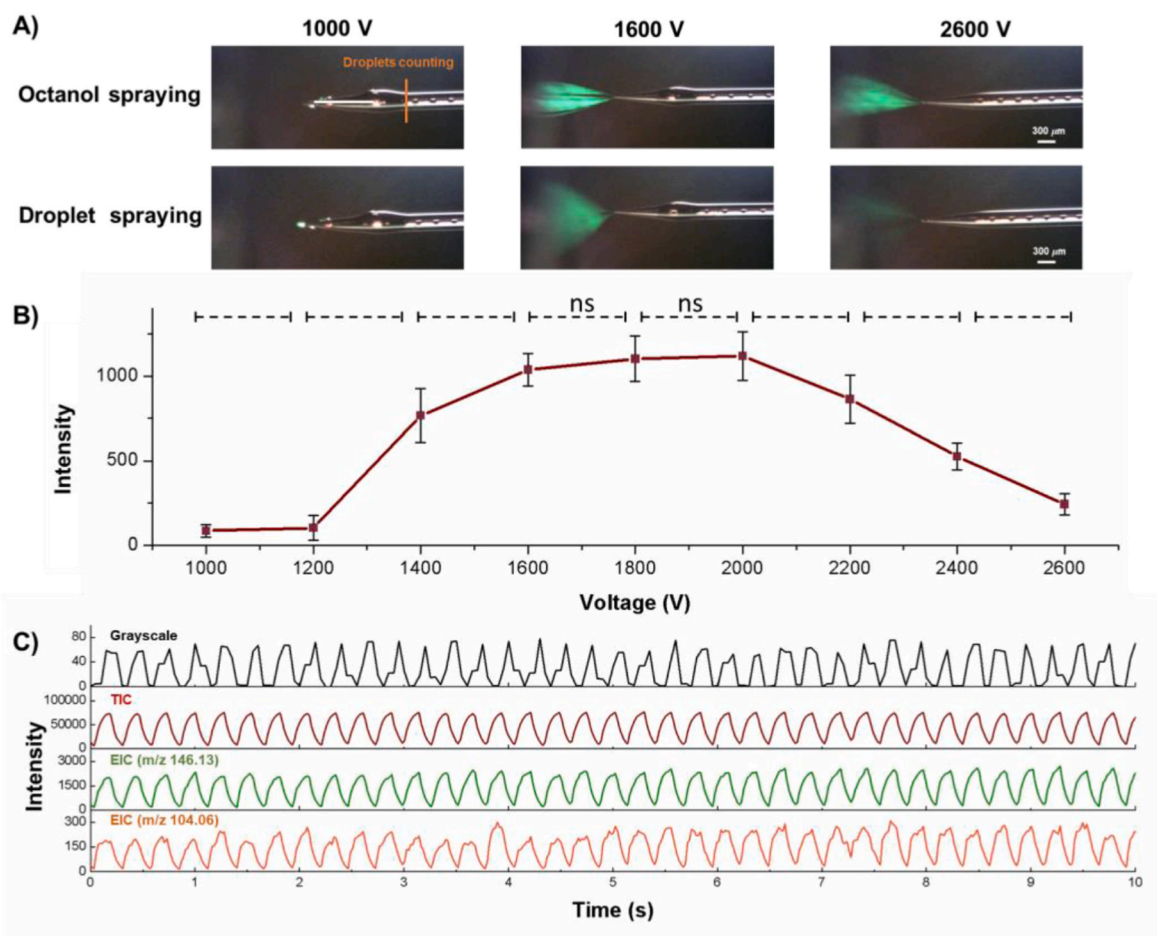 A)
1000 V
1600 V
2600 V
Octanol spraying
Droplets counting
300 μm
Droplet spraying
300 μm
B)
ns
ns
Intensity
1000
500
0
1000 1200 1400 1600 1800 2000 2200 2400 2600
Voltage (V)
C)
Intensity
Grayscale
80
40
0
TIC
100000
50000
0
EIC (m/z 146.13)
3000
1500
0
EIC (m/z 104.06)
300
150
0
0 1 2 3 4 5 6 7 8 9 10
Time (s)